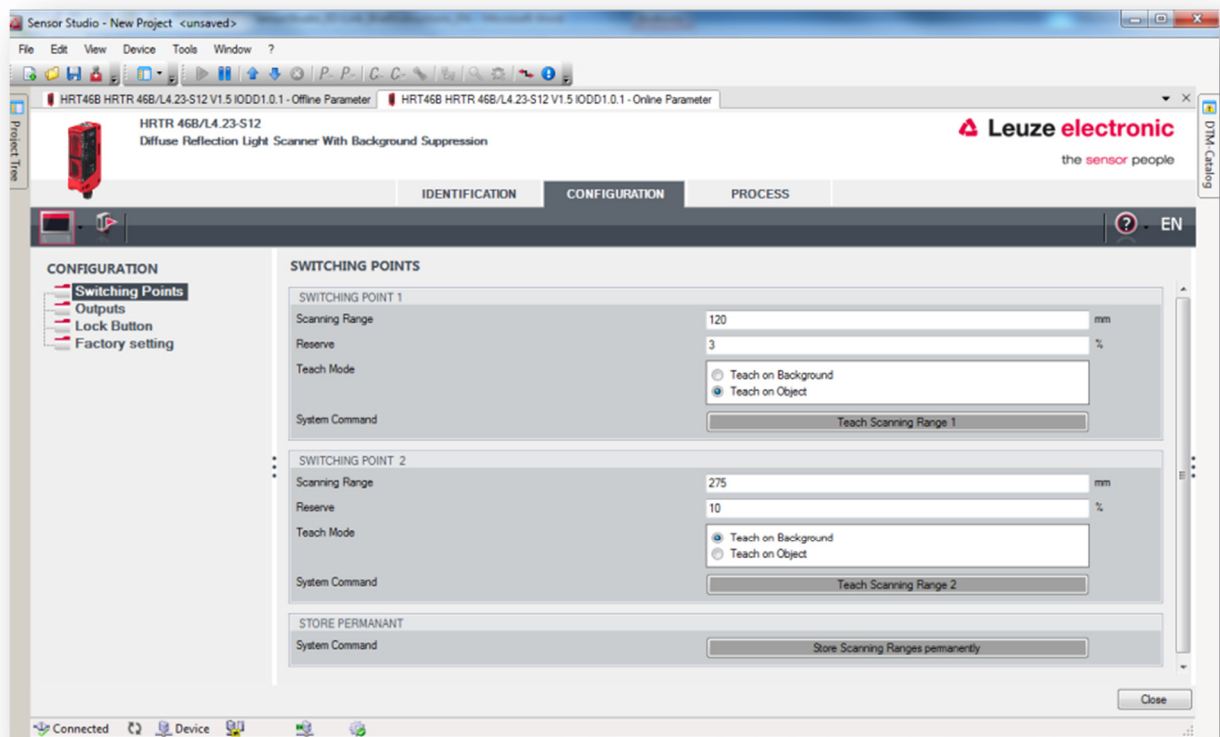 Sensor Studio - New Project <unsaved>
File Edit View Device Tools Window ?
HRT46B HRTR 46B/L4.23-S12 V1.5 IODD1.0.1 - Offline Parameter
HRT46B HRTR 46B/L4.23-S12 V1.5 IODD1.0.1 - Online Parameter
Project Tree
DTM-Catalog
HRTR 46B/L4.23-S12
Diffuse Reflection Light Scanner With Background Suppression
Leuze electronic
the sensor people
IDENTIFICATION CONFIGURATION PROCESS
EN
CONFIGURATION
Switching Points
Outputs
Lock Button
Factory setting
SWITCHING POINTS
SWITCHING POINT 1
Scanning Range 120 mm
Reserve 3 %
Teach Mode
Teach on Background
Teach on Object
System Command Teach Scanning Range 1
SWITCHING POINT 2
Scanning Range 275 mm
Reserve 10 %
Teach Mode
Teach on Background
Teach on Object
System Command Teach Scanning Range 2
STORE PERMANANT
System Command Store Scanning Ranges permanently
Close
Connected Device